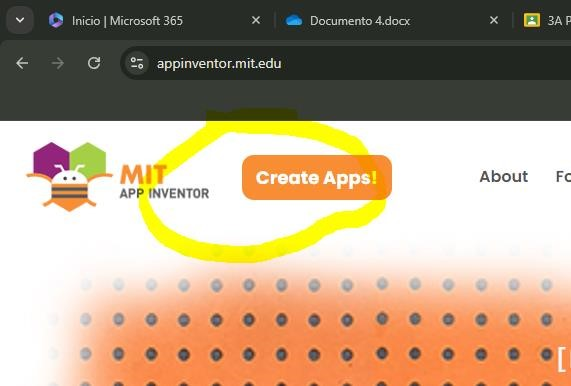 Inicio | Microsoft 365
Documento 4.docx
3A P
appinventor.mit.edu
MIT
APP INVENTOR
Create Apps!
About
Fo